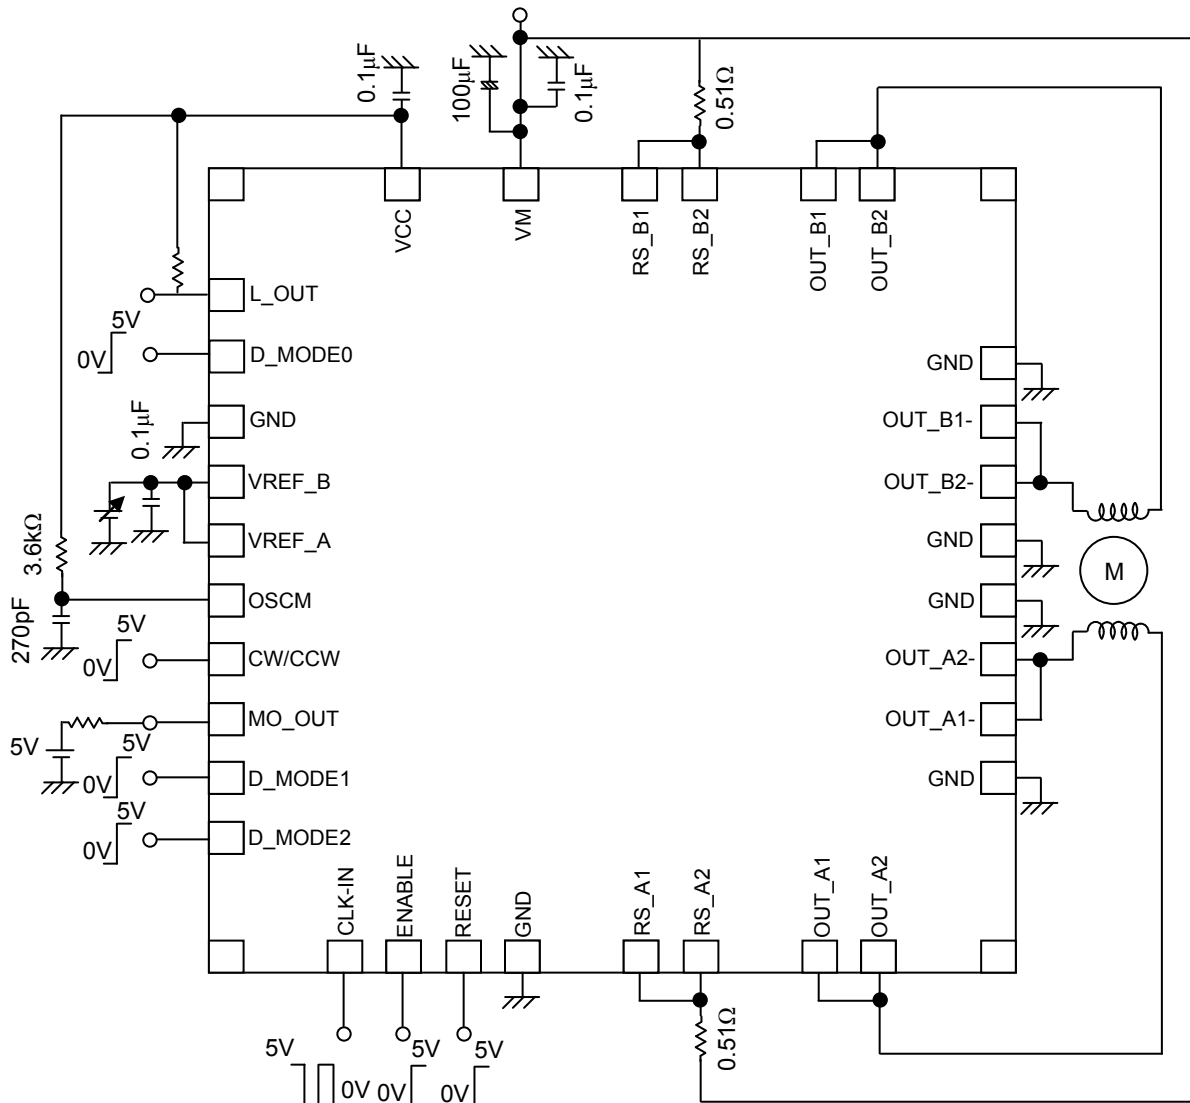 0.1μF
100μF
0.1μF
0.51Ω
VCC
VM
RS_B1
RS_B2
OUT_B1
OUT_B2
L_OUT
5V
0V
D_MODE0
GND
0.1μF
GND
OUT_B1-
VREF_B
OUT_B2-
3.6kΩ
VREF_A
GND
M
270pF
OSCM
GND
5V
0V
CW/CCW
OUT_A2-
MO_OUT
OUT_A1-
5V
5V
0V
D_MODE1
GND
5V
0V
D_MODE2
CLK-IN
ENABLE
RESET
GND
RS_A1
RS_A2
OUT_A1
OUT_A2
0.51Ω
5V
0V
5V
0V
5V
0V